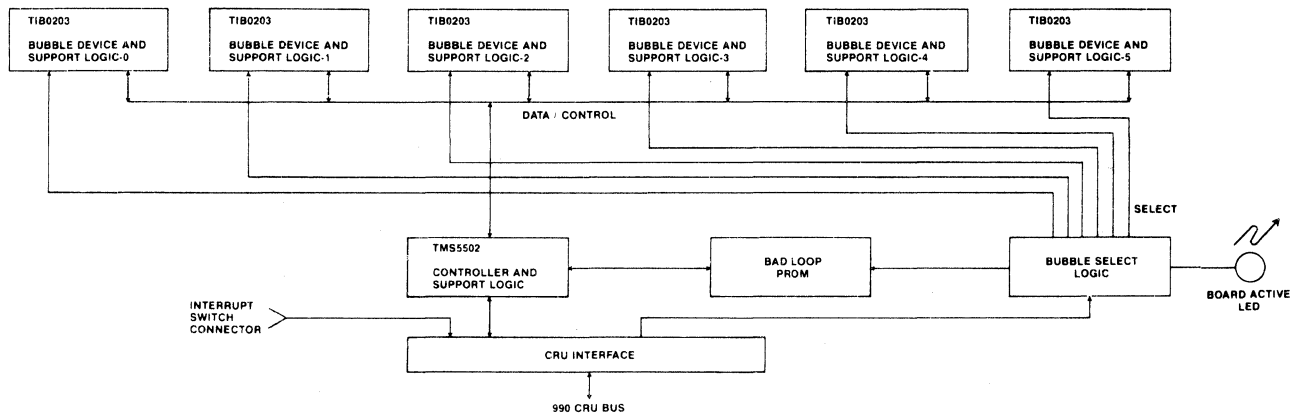 TIB0203
BUBBLE DEVICE AND
SUPPORT LOGIC-0
TIB0203
BUBBLE DEVICE AND
SUPPORT LOGIC-1
TIB0203
BUBBLE DEVICE AND
SUPPORT LOGIC-2
TIB0203
BUBBLE DEVICE AND
SUPPORT LOGIC-3
TIB0203
BUBBLE DEVICE AND
SUPPORT LOGIC-4
TIB0203
BUBBLE DEVICE AND
SUPPORT LOGIC-5
DATA / CONTROL
SELECT
TMS5502
CONTROLLER AND
SUPPORT LOGIC
BAD LOOP
PROM
BUBBLE SELECT
LOGIC
BOARD ACTIVE
LED
INTERRUPT
SWITCH
CONNECTOR
CRU INTERFACE
990 CRU BUS